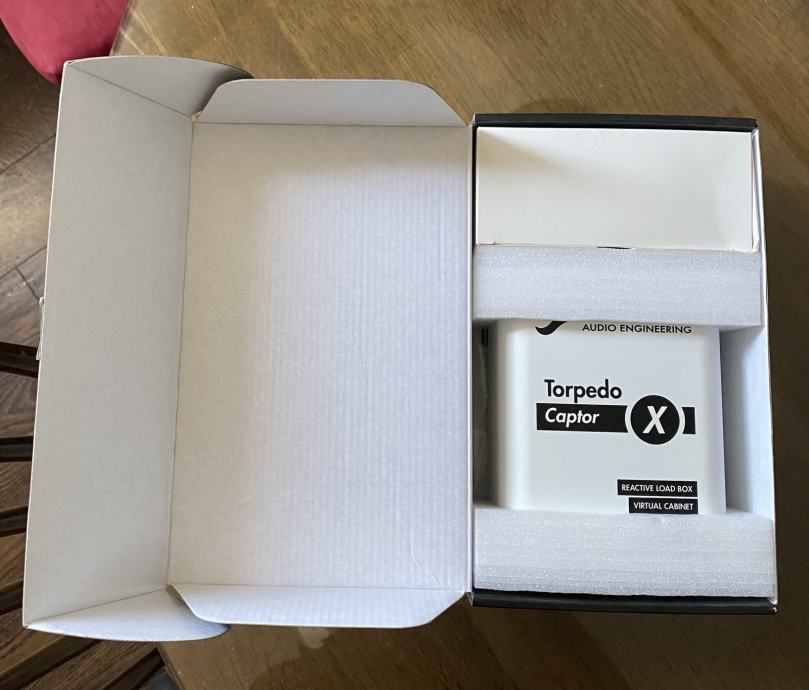 AUDIO ENGINEERING
Torpedo
Captor X
REACTIVE LOAD BOX
VIRTUAL CABINET